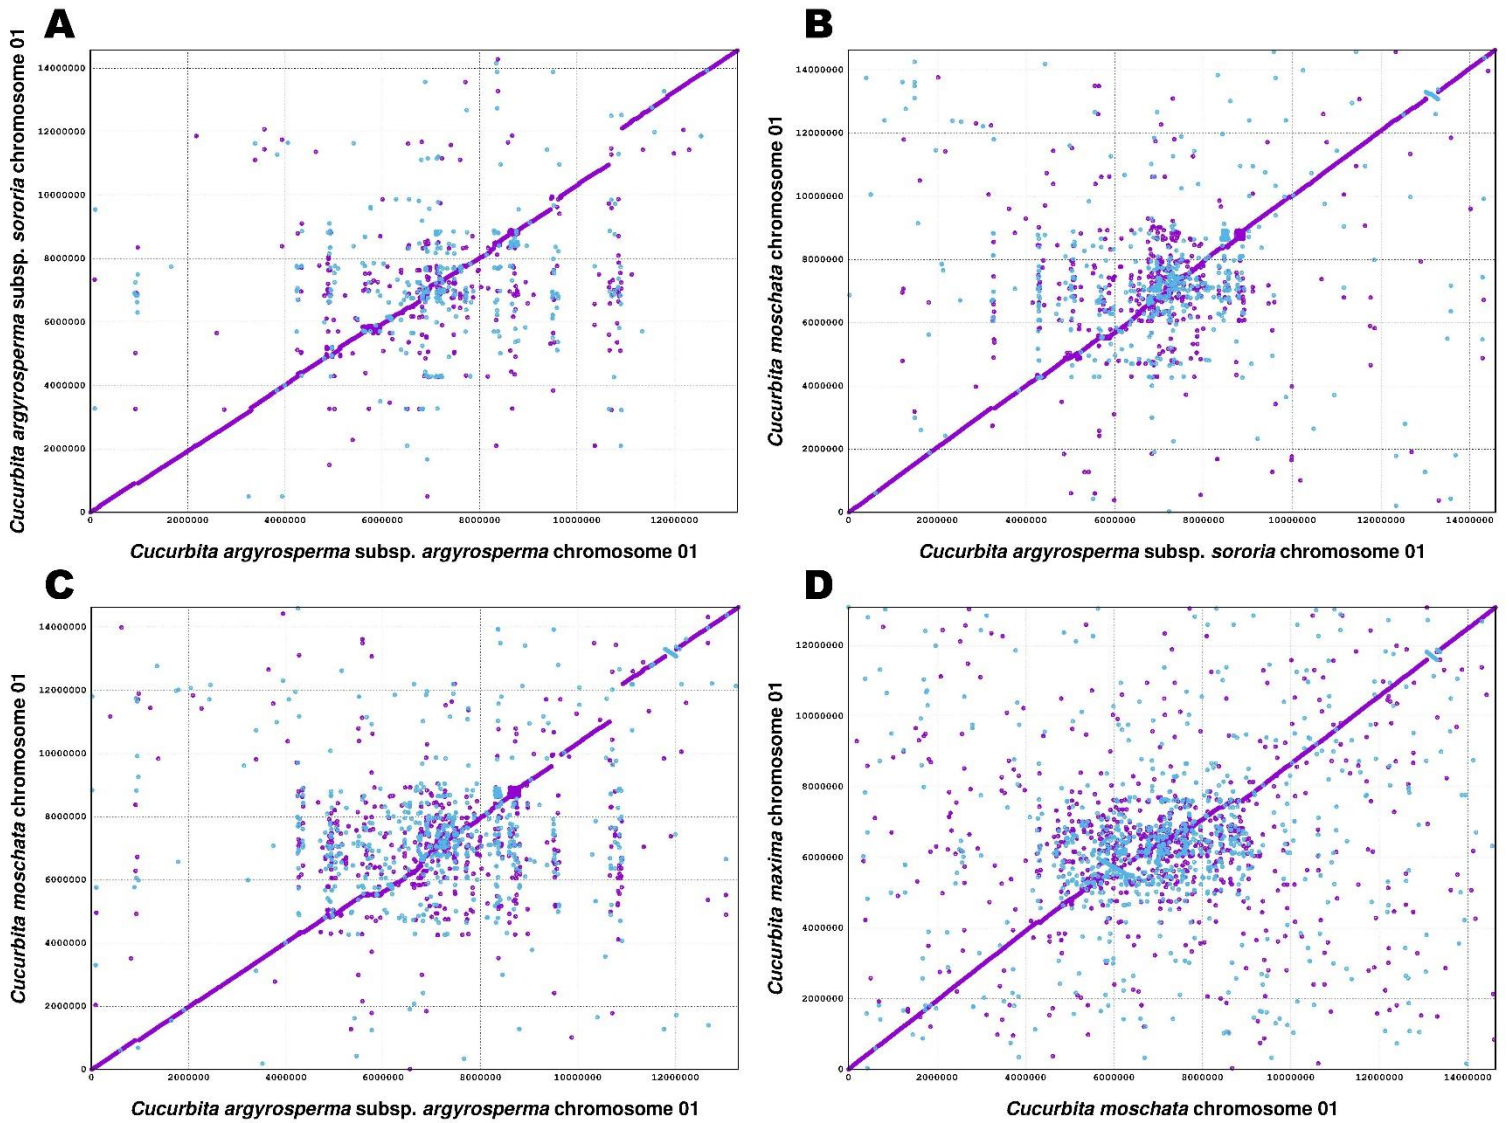 A
Cucurbita argyrosperma subsp. sororia chromosome 01
14000000
12000000
10000000
8000000
6000000
4000000
2000000
0
0 2000000 4000000 6000000 8000000 10000000 12000000
Cucurbita argyrosperma subsp. argyrosperma chromosome 01
B
Cucurbita moschata chromosome 01
14000000
12000000
10000000
8000000
6000000
4000000
2000000
0
0 2000000 4000000 6000000 8000000 10000000 12000000 14000000
Cucurbita argyrosperma subsp. sororia chromosome 01
C
Cucurbita moschata chromosome 01
14000000
12000000
10000000
8000000
6000000
4000000
2000000
0
0 2000000 4000000 6000000 8000000 10000000 12000000
Cucurbita argyrosperma subsp. argyrosperma chromosome 01
D
Cucurbita maxima chromosome 01
12000000
10000000
8000000
6000000
4000000
2000000
0
0 2000000 4000000 6000000 8000000 10000000 12000000 14000000
Cucurbita moschata chromosome 01